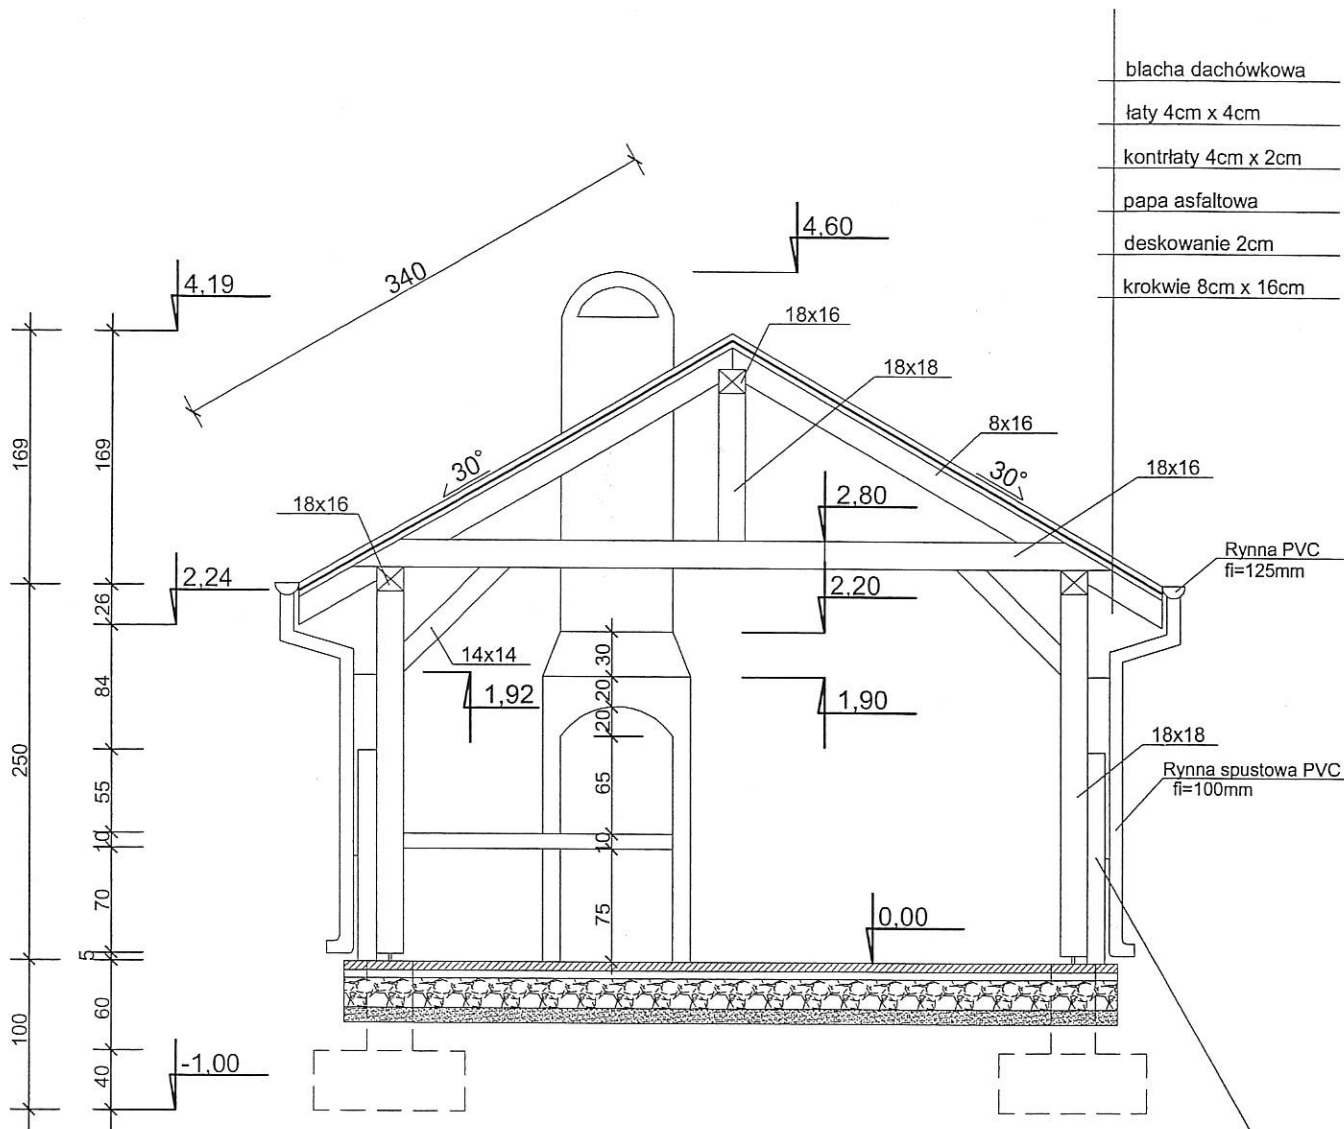 blacha dachówkowa
łaty 4cm x 4cm
kontrłaty 4cm x 2cm
papa asfaltowa
deskowanie 2cm
krokwie 8cm x 16cm
340
4,60
4,19
18x16
18x18
8x16
169
169
30°
30°
18x16
18x16
2,80
Rynna PVC
fi=125mm
2,24
2,20
26
30
14x14
84
1,92
20
1,90
20
18x18
250
Rynna spustowa PVC
fi=100mm
55
65
10
10
70
75
0,00
5
60
100
-1,00
40